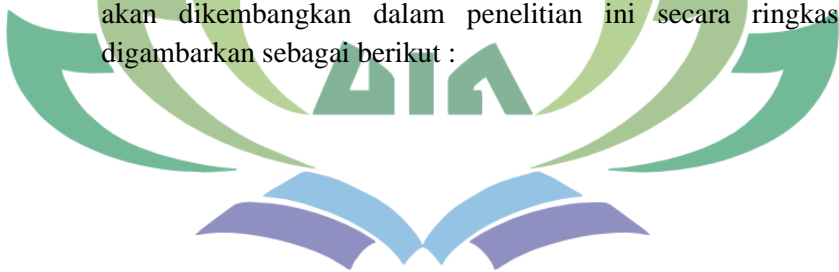 akan dikembangkan dalam penelitian ini secara ringkas
digambarkan sebagai berikut :